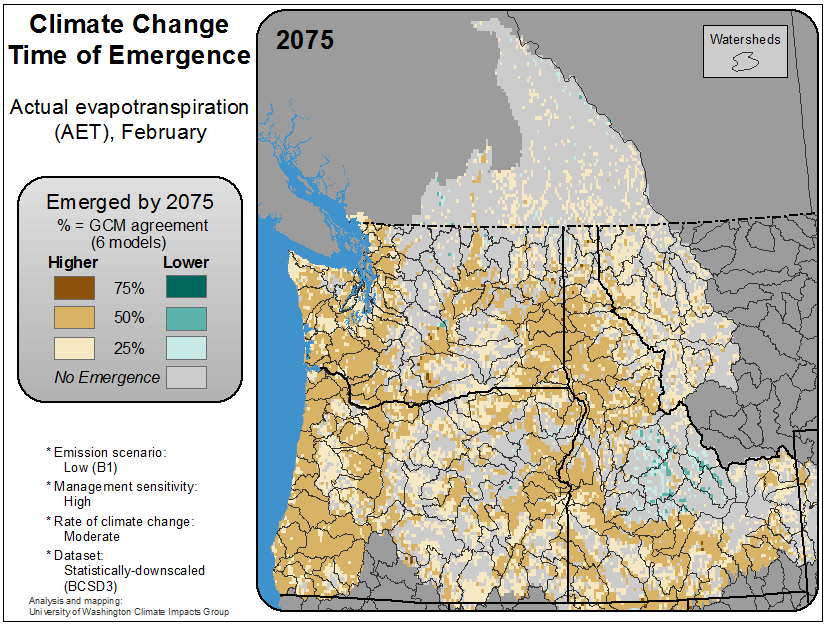 Climate Change
Time of Emergence
Actual evapotranspiration
(AET), February
Emerged by 2075
% = GCM agreement
(6 models)
Higher Lower
75%
50%
25%
No Emergence
* Emission scenario:
Low (B1)
* Management sensitivity:
High
* Rate of climate change:
Moderate
* Dataset:
Statistically-downscaled
(BCSD3)
Analysis and mapping:
University of Washington Climate Impacts Group
2075
Watersheds